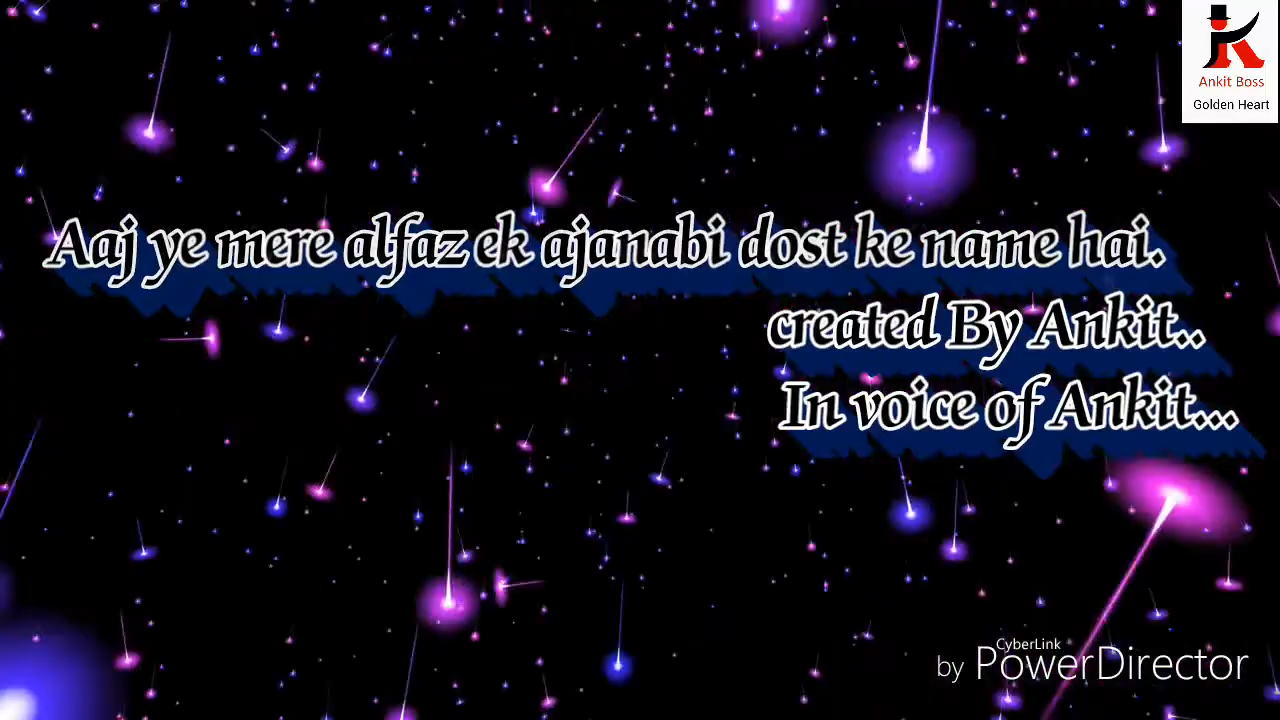 Ankit Boss
Golden Heart
Aaj ye mere alfaz ek ajanabi dost ke name hai.
created By Ankit..
In voice of Ankit...
CyberLink
by PowerDirector